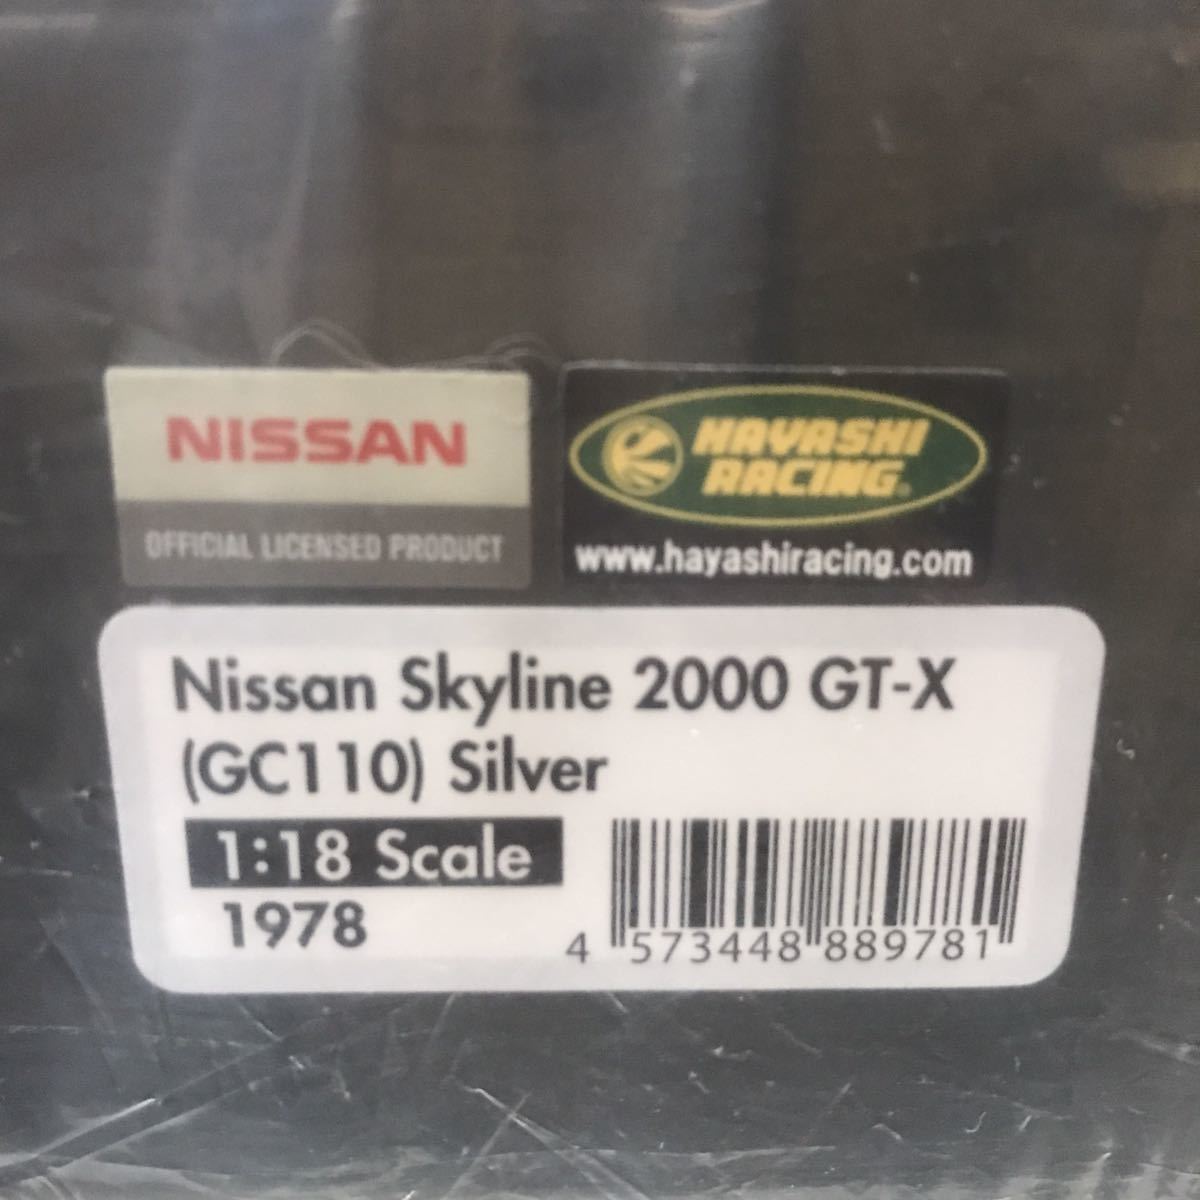 NISSAN
OFFICIAL LICENSED PRODUCT
HAYASHI
RACING.
www.hayashiracing.com
Nissan Skyline 2000 GT-X
(GC110) Silver
1:18 Scale
1978
4 573448 889781